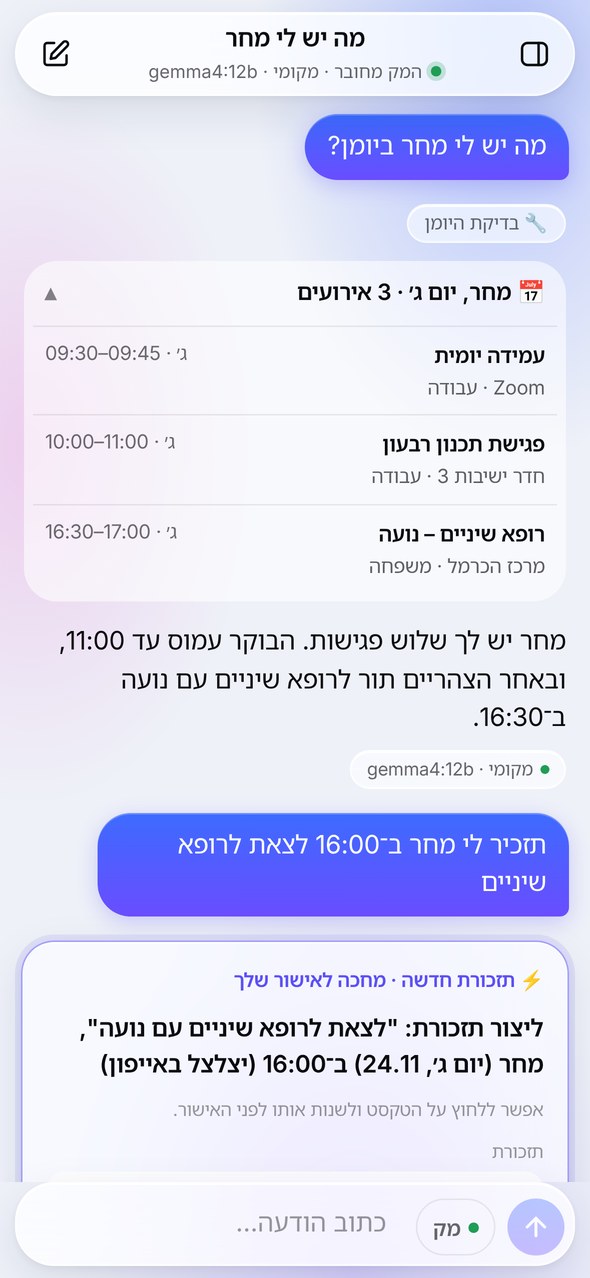 מה יש לי מחר
המק מחובר · מקומי · gemma4:12b
מה יש לי מחר ביומן?
🔧 בדיקת היומן
📅 מחר, יום ג׳ · 3 אירועים ▲
עמידה יומית ג׳ · 09:30–09:45
Zoom · עבודה
פגישת תכנון רבעון ג׳ · 10:00–11:00
חדר ישיבות 3 · עבודה
רופא שיניים – נועה ג׳ · 16:30–17:00
מרכז הכרמל · משפחה
מחר יש לך שלוש פגישות. הבוקר עמוס עד 11:00,
ובאחר הצהריים תור לרופא שיניים עם נועה
ב־16:30.
מקומי · gemma4:12b
תזכיר לי מחר ב־16:00 לצאת לרופא
שיניים
⚡ תזכורת חדשה · מחכה לאישור שלך
ליצור תזכורת: "לצאת לרופא שיניים עם נועה",
מחר (יום ג׳, 24.11) ב־16:00 (יצלצל באייפון)
אפשר ללחוץ על הטקסט ולשנות אותו לפני האישור.
תזכורת
מק
כתוב הודעה...